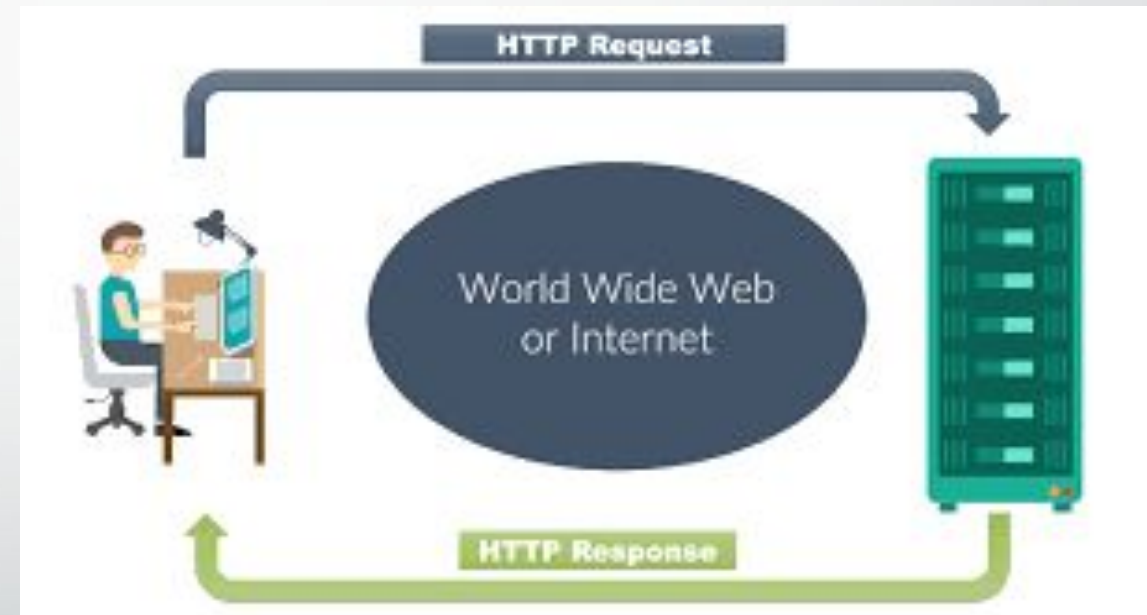 HTTP Request
World Wide Web
or Internet
HTTP Response